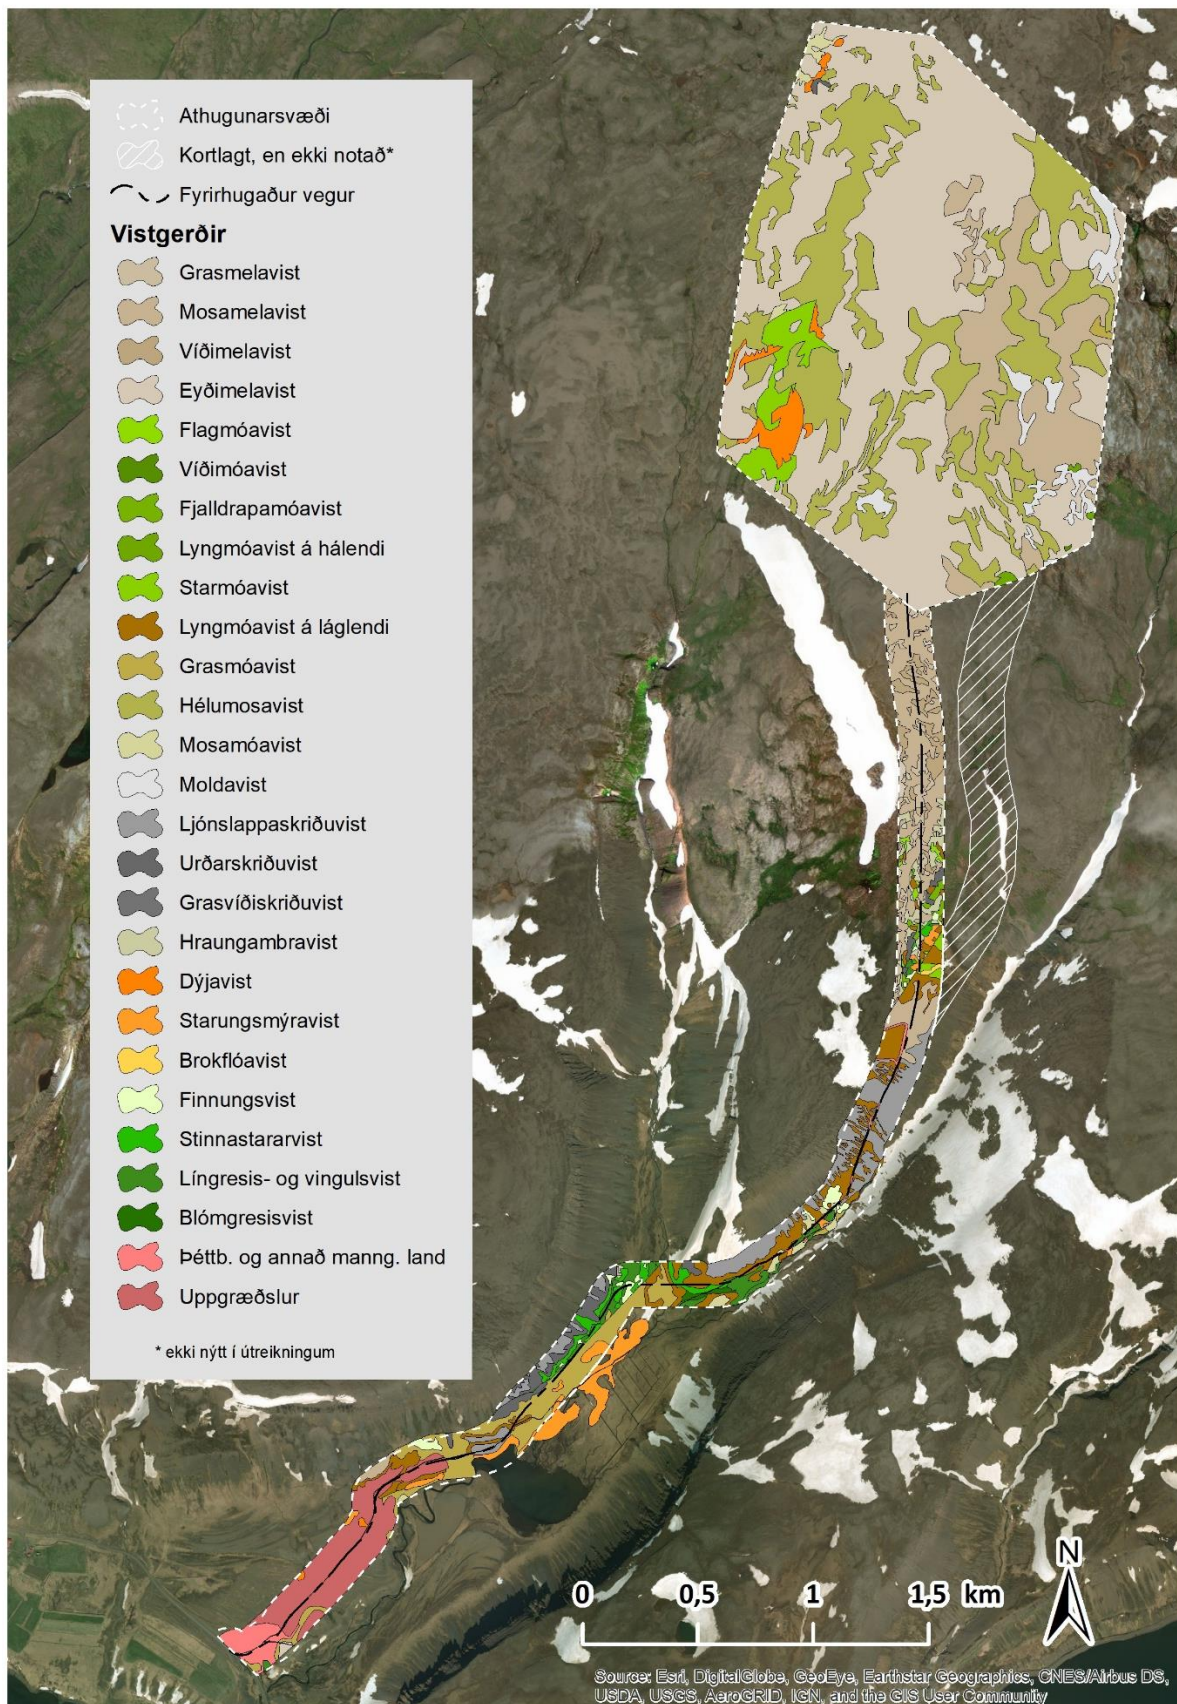 Athugunarsvæði
Kortlagt, en ekki notað*
Fyrirhugaður vegur
Vistgerðir
Grasmelavist
Mosamelavist
Víðimelavist
Eyðimelavist
Flagmóavist
Víðimóavist
Fjalldrapamóavist
Lyngmóavist á hálendi
Starmóavist
Lyngmóavist á láglendi
Grasmóavist
Hélumosavist
Mosamóavist
Moldavist
Ljónslappaskriðuvist
Urðarskriðuvist
Grasvíðiskriðuvist
Hraungambravist
Dýjavist
Starungsmýravist
Brokflóavist
Finnungsvist
Stinnastararvist
Língresis- og vingulsvist
Blómgresisvist
Þéttb. og annað manng. land
Uppgræðslur
* ekki nýtt í útreikningum
N
0 0,5 1 1,5 km
Source: Esri, DigitalGlobe, GeoEye, Earthstar Geographics, CNES/Airbus DS,
USDA, USGS, AeroGRID, IGN, and the GIS User Community